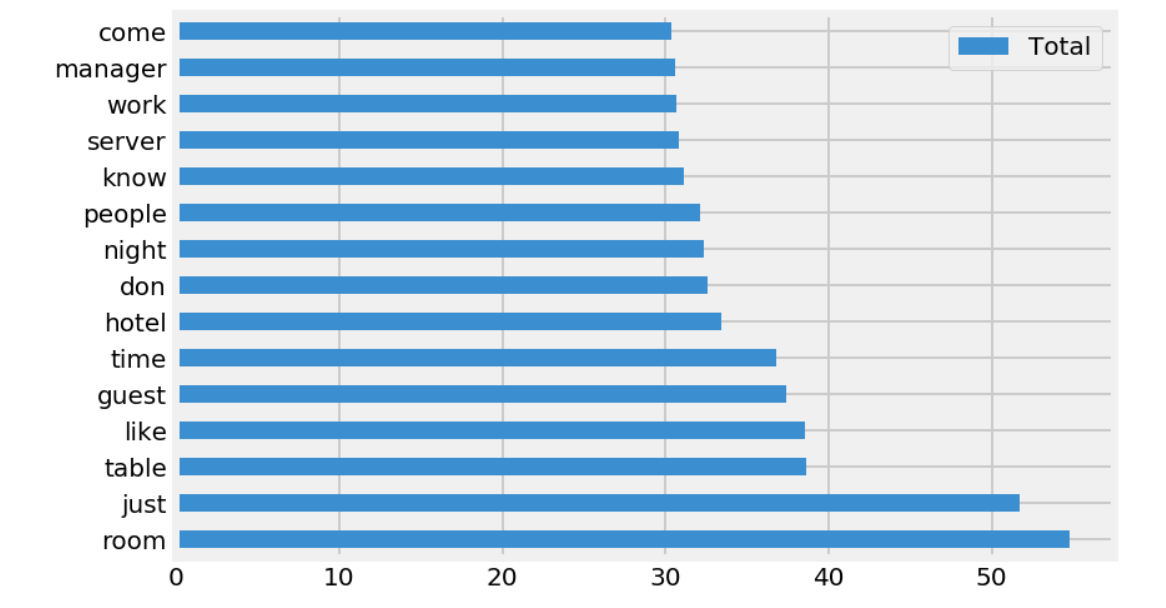 come
Total
manager
work
server
know
people
night
don
hotel
time
guest
like
table
just
room
0 10 20 30 40 50